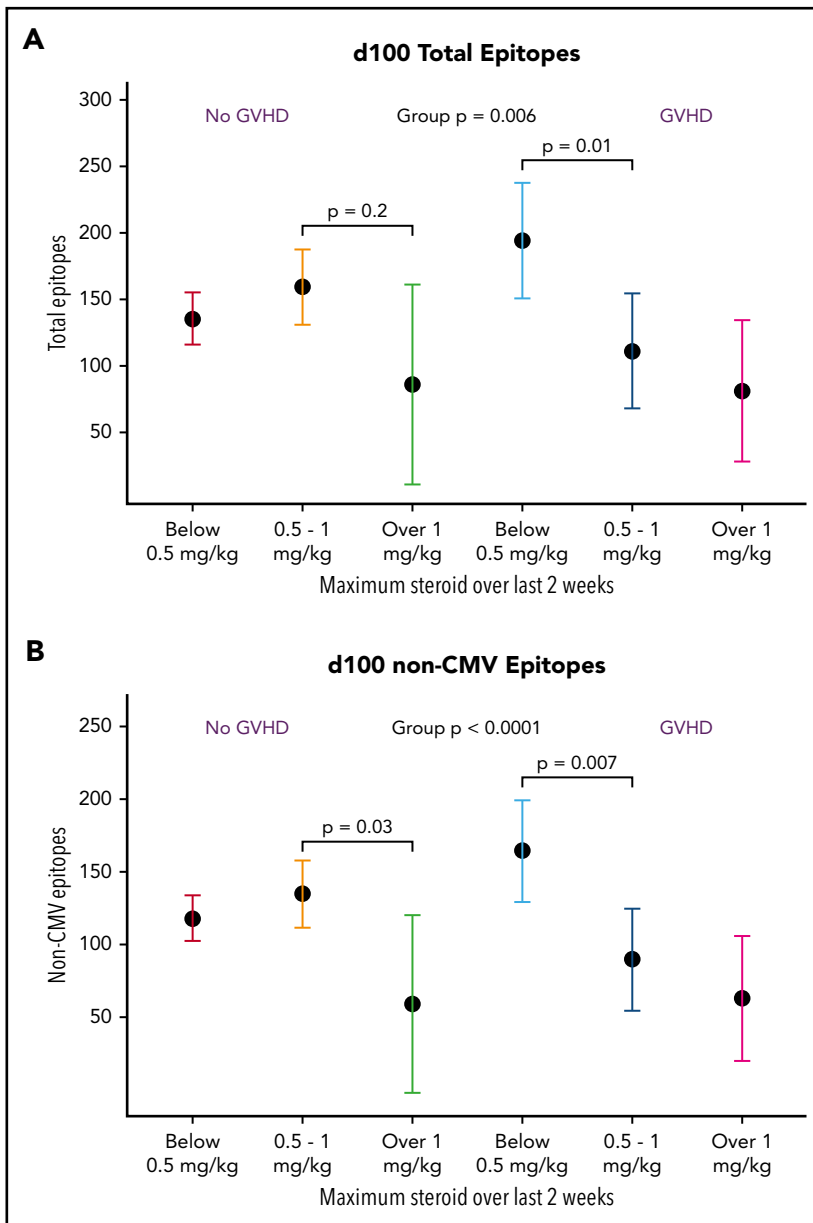 A
d100 Total Epitopes
300
250
200
150
100
50
Total epitopes
No GVHD
Group p = 0.006
GVHD
p = 0.2
p = 0.01
Below
0.5 mg/kg
0.5 - 1
mg/kg
Over 1
mg/kg
Below
0.5 mg/kg
0.5 - 1
mg/kg
Over 1
mg/kg
Maximum steroid over last 2 weeks
B
d100 non-CMV Epitopes
250
200
150
100
50
Non-CMV epitopes
No GVHD
Group p < 0.0001
GVHD
p = 0.03
p = 0.007
Below
0.5 mg/kg
0.5 - 1
mg/kg
Over 1
mg/kg
Below
0.5 mg/kg
0.5 - 1
mg/kg
Over 1
mg/kg
Maximum steroid over last 2 weeks